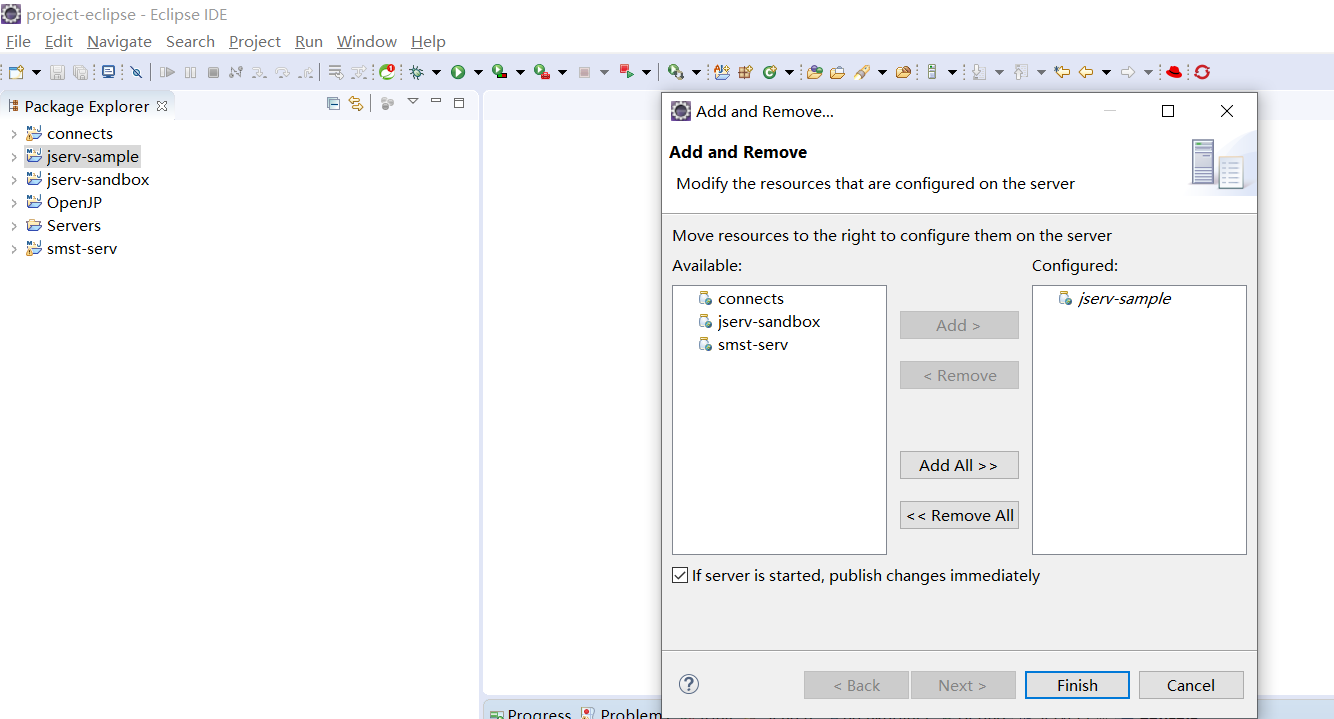 project-eclipse - Eclipse IDE
File Edit Navigate Search Project Run Window Help
Package Explorer
connects
jserv-sample
jserv-sandbox
OpenJP
Servers
smst-serv
Add and Remove...
Add and Remove
Modify the resources that are configured on the server
Move resources to the right to configure them on the server
Available:
Configured:
connects
jserv-sandbox
smst-serv
Add >
< Remove
Add All >>
<< Remove All
jserv-sample
If server is started, publish changes immediately
< Back
Next >
Finish
Cancel
Progress